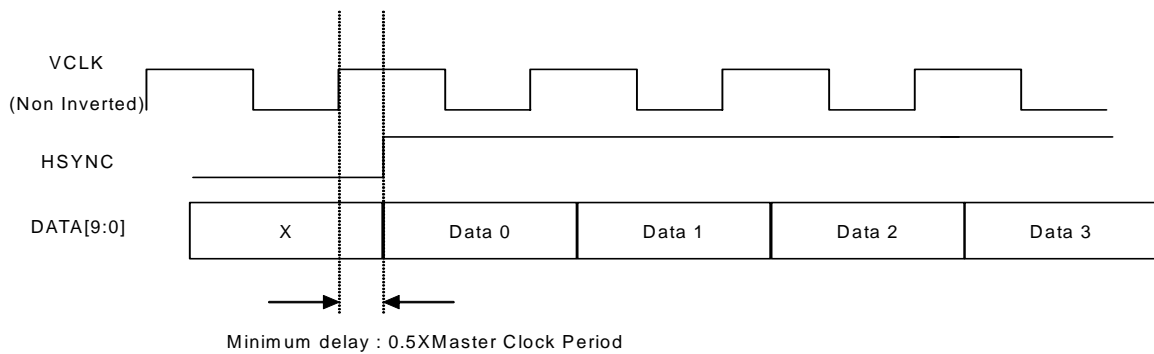 VCLK
(Non Inverted)
HSYNC
DATA[9:0]
X
Data 0
Data 1
Data 2
Data 3
Minimum delay : 0.5XMaster Clock Period